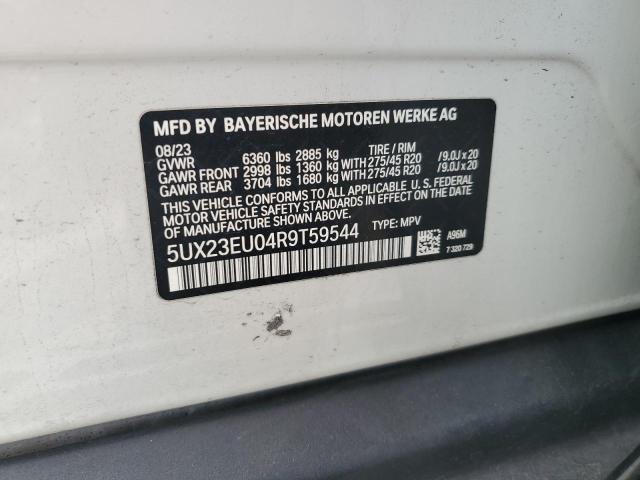 MFD BY BAYERISCHE MOTOREN WERKE AG
08/23 TIRE / RIM
GVWR 6360 lbs 2885 kg
GAWR FRONT 2998 lbs 1360 kg WITH 275/45 R20 / 9.0J x 20
GAWR REAR 3704 lbs 1680 kg WITH 275/45 R20 / 9.0J x 20
THIS VEHICLE CONFORMS TO ALL APPLICABLE U.S. FEDERAL
MOTOR VEHICLE SAFETY STANDARDS IN EFFECT ON THE DATE
OF MANUFACTURE SHOWN ABOVE.
5UX23EU04R9T59544 TYPE: MPV
A96M
7 320 729